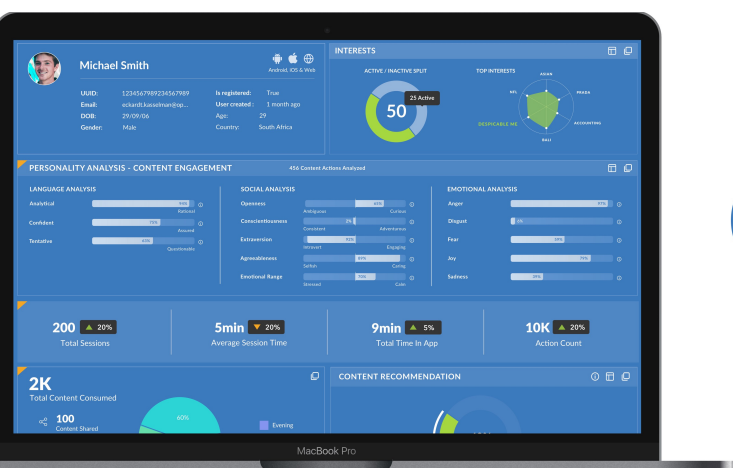 Michael Smith
Android, IOS & Web
UUID: 1234567989234567989
Email: eckardt.kasselman@op...
DOB: 29/09/06
Gender: Male
Is registered: True
User created : 1 month ago
Age: 29
Country: South Africa
INTERESTS
ACTIVE / INACTIVE SPLIT
50
25 Active
TOP INTERESTS
ASIAN
PRADA
ACCOUNTING
BALI
DESPICABLE ME
NFL
PERSONALITY ANALYSIS - CONTENT ENGAGEMENT
456 Content Actions Analyzed
LANGUAGE ANALYSIS
Analytical
Rational
Confident
Assured
Tentative
Questionable
SOCIAL ANALYSIS
Openness
Ambiguous Curious
Conscientiousness
Consistent Adventurous
Extraversion
Introvert Engaging
Agreeableness
Selfish Caring
Emotional Range
Stressed Calm
EMOTIONAL ANALYSIS
Anger
Disgust
Fear
Joy
Sadness
200 20%
Total Sessions
5min 20%
Average Session Time
9min 5%
Total Time In App
10K 20%
Action Count
2K
Total Content Consumed
100
Content Shared
60%
Evening
CONTENT RECOMMENDATION
MacBook Pro